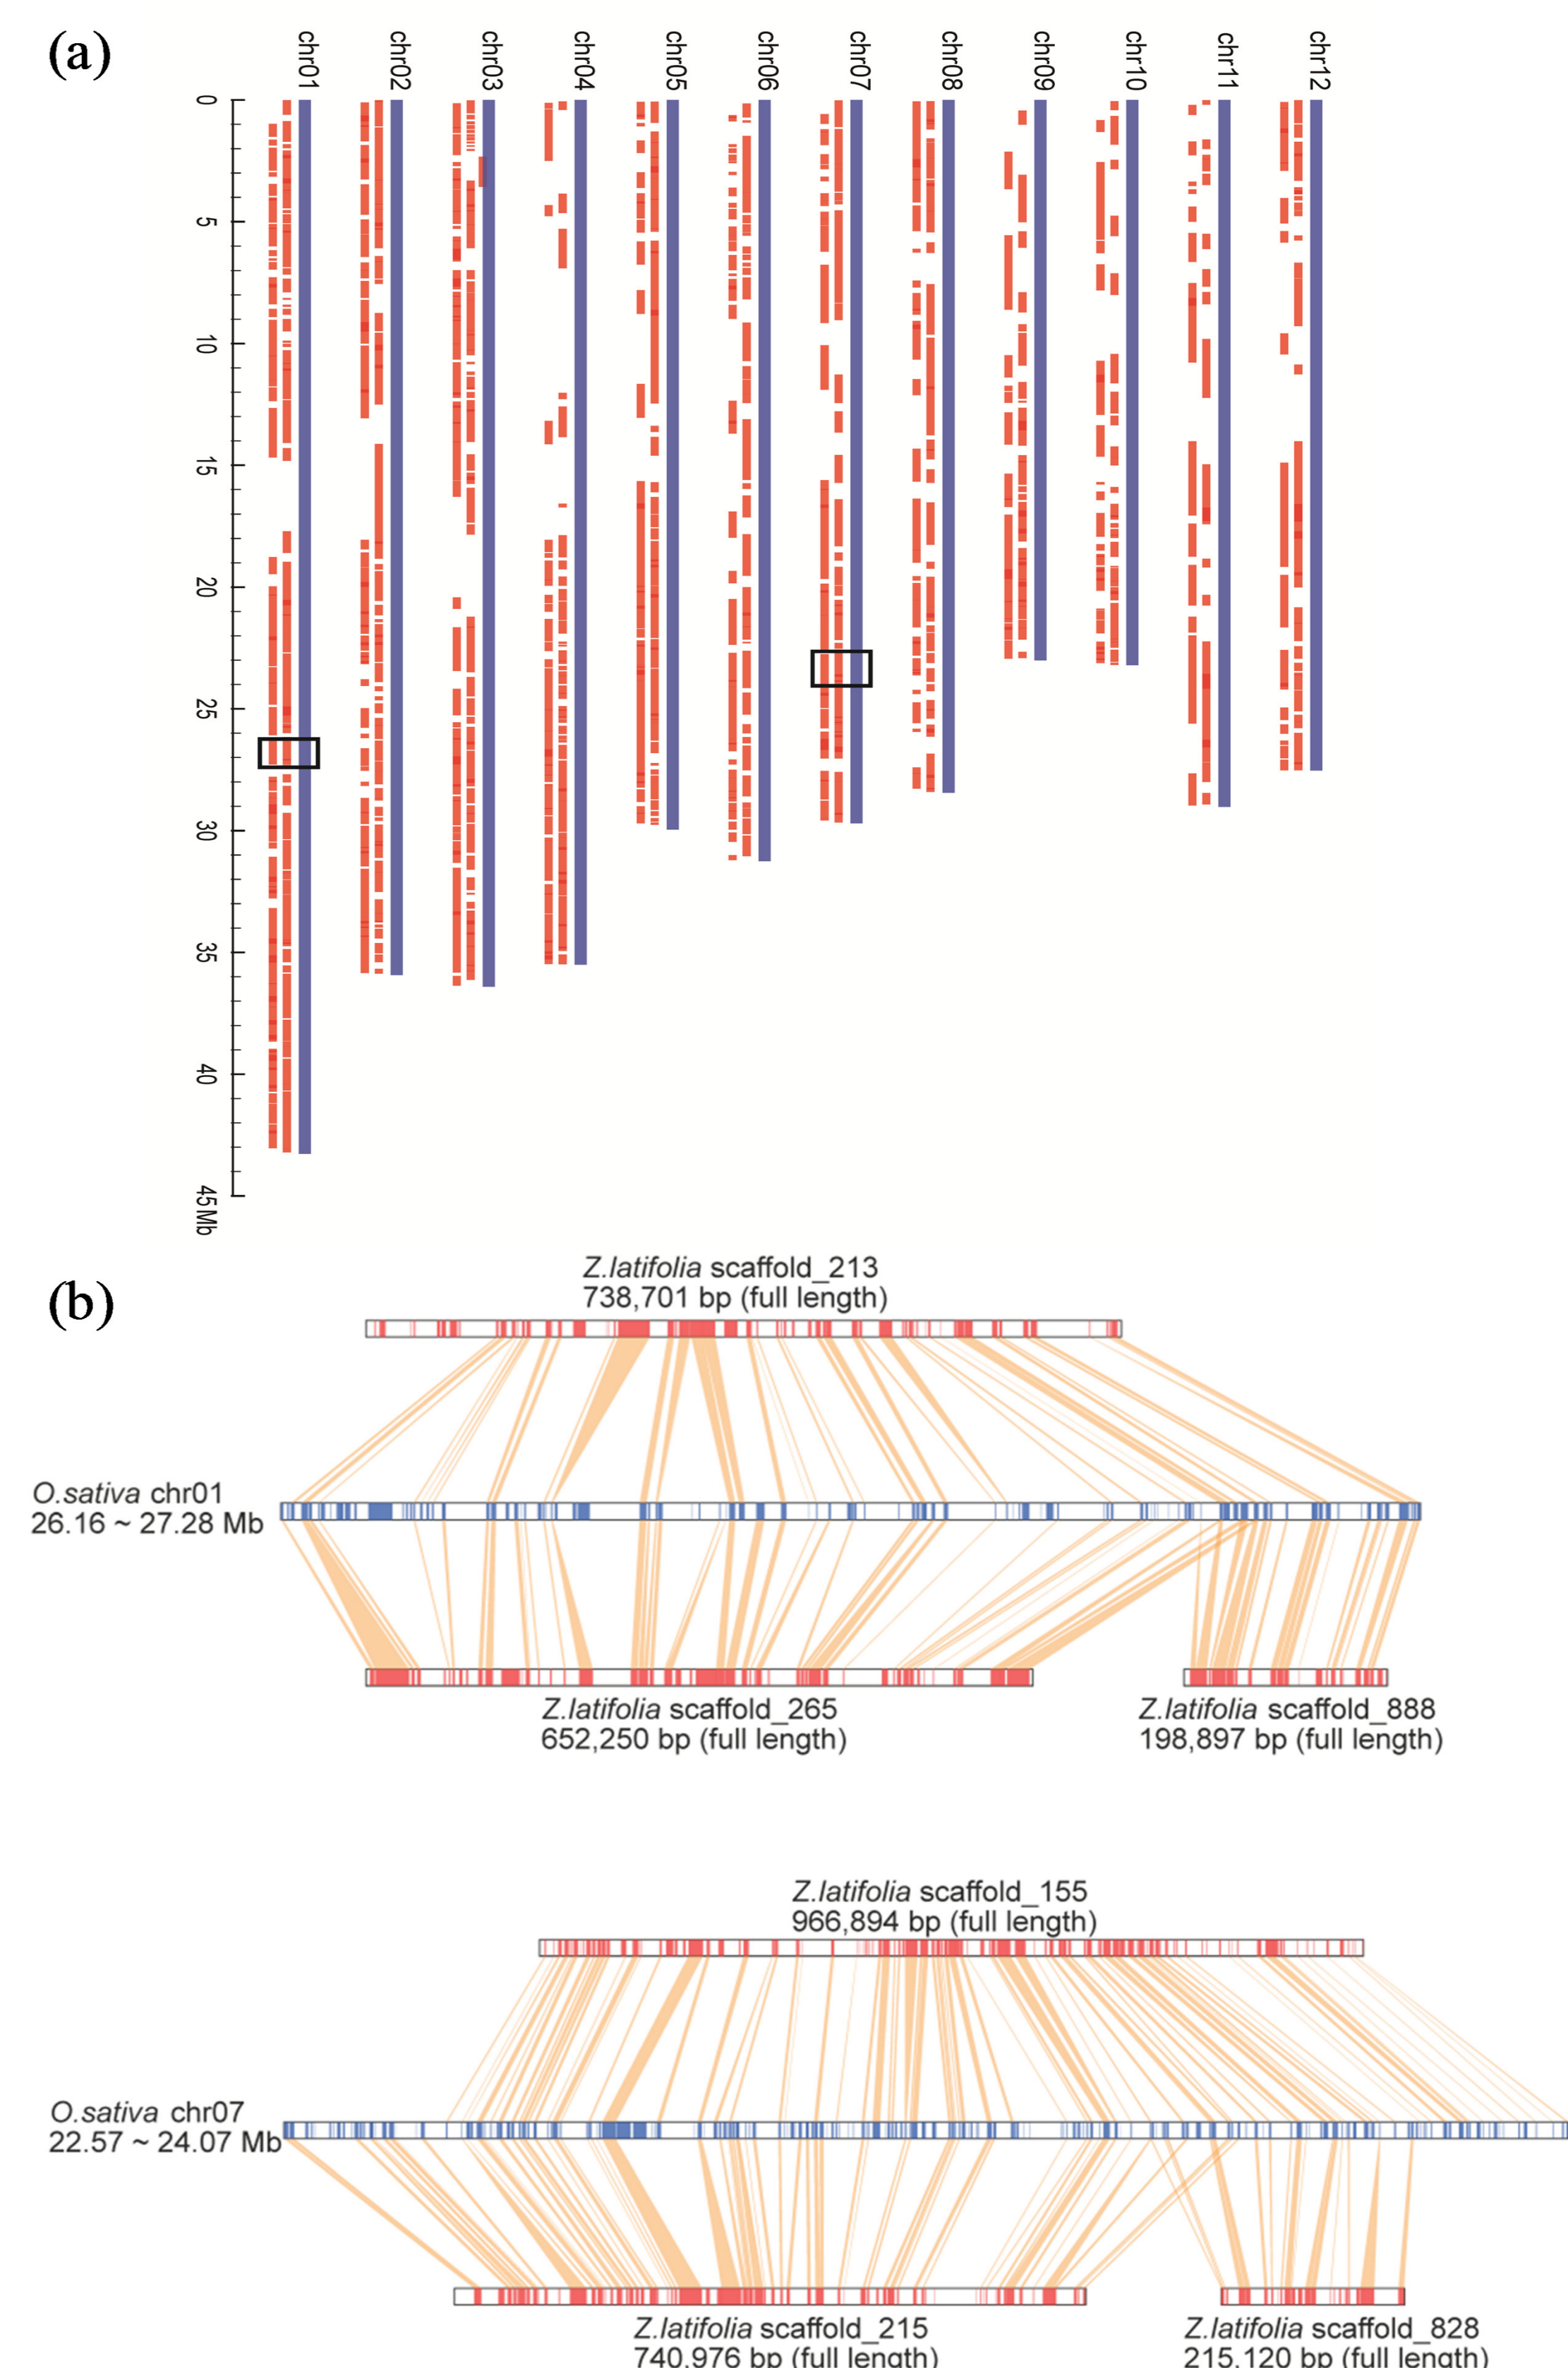 (a)
chr01
chr02
chr03
chr04
chr05
chr06
chr07
chr08
chr09
chr10
chr11
chr12
0
5
10
15
20
25
30
35
40
45Mb
(b)
Z.latifolia scaffold_213
738,701 bp (full length)
O.sativa chr01
26.16 ~ 27.28 Mb
Z.latifolia scaffold_265
652,250 bp (full length)
Z.latifolia scaffold_888
198,897 bp (full length)
Z.latifolia scaffold_155
966,894 bp (full length)
O.sativa chr07
22.57 ~ 24.07 Mb
Z.latifolia scaffold_215
740,976 bp (full length)
Z.latifolia scaffold_828
215,120 bp (full length)